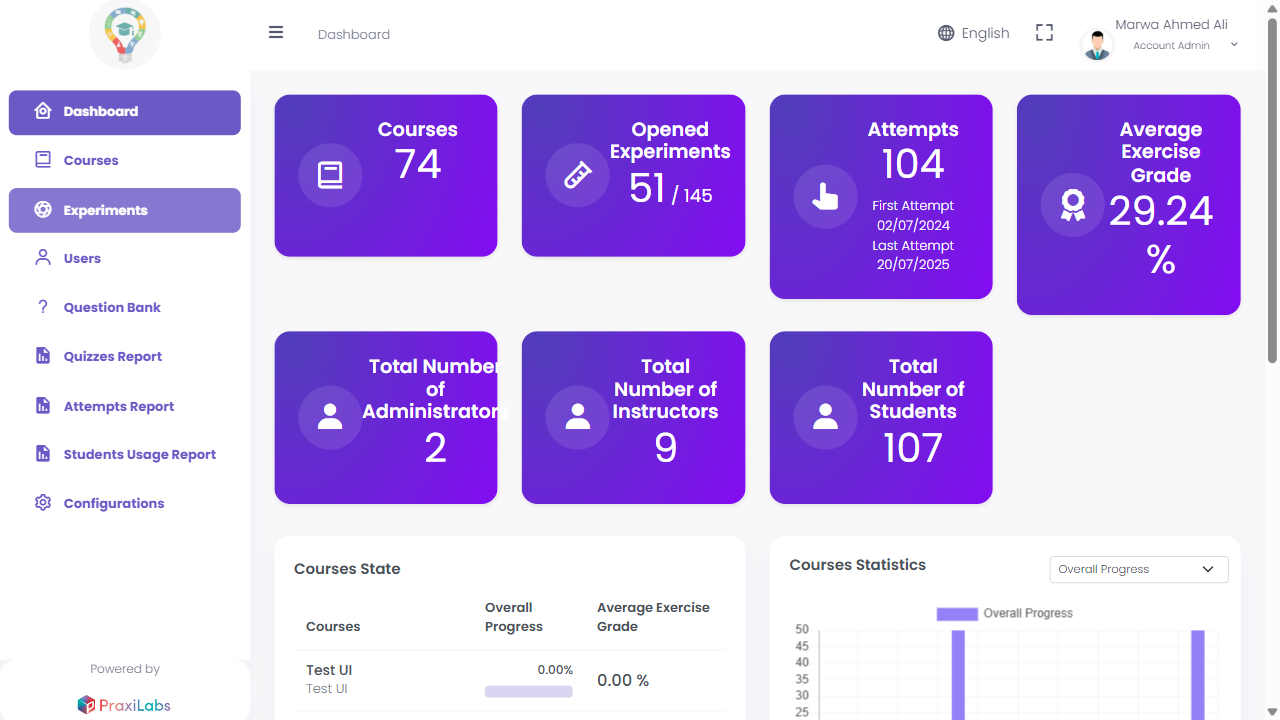 Dashboard
English
Marwa Ahmed Ali
Account Admin
Dashboard
Courses
Experiments
Users
Question Bank
Quizzes Report
Attempts Report
Students Usage Report
Configurations
Powered by
PraxiLabs
Courses
74
Opened
Experiments
51 / 145
Attempts
104
First Attempt
02/07/2024
Last Attempt
20/07/2025
Average
Exercise
Grade
29.24
%
Total Number
of
Administrators
2
Total
Number of
Instructors
9
Total
Number of
Students
107
Courses State
Courses
Overall
Progress
Average Exercise
Grade
Test UI
Test UI
0.00%
0.00 %
Courses Statistics
Overall Progress
Overall Progress
50
45
40
35
30
25